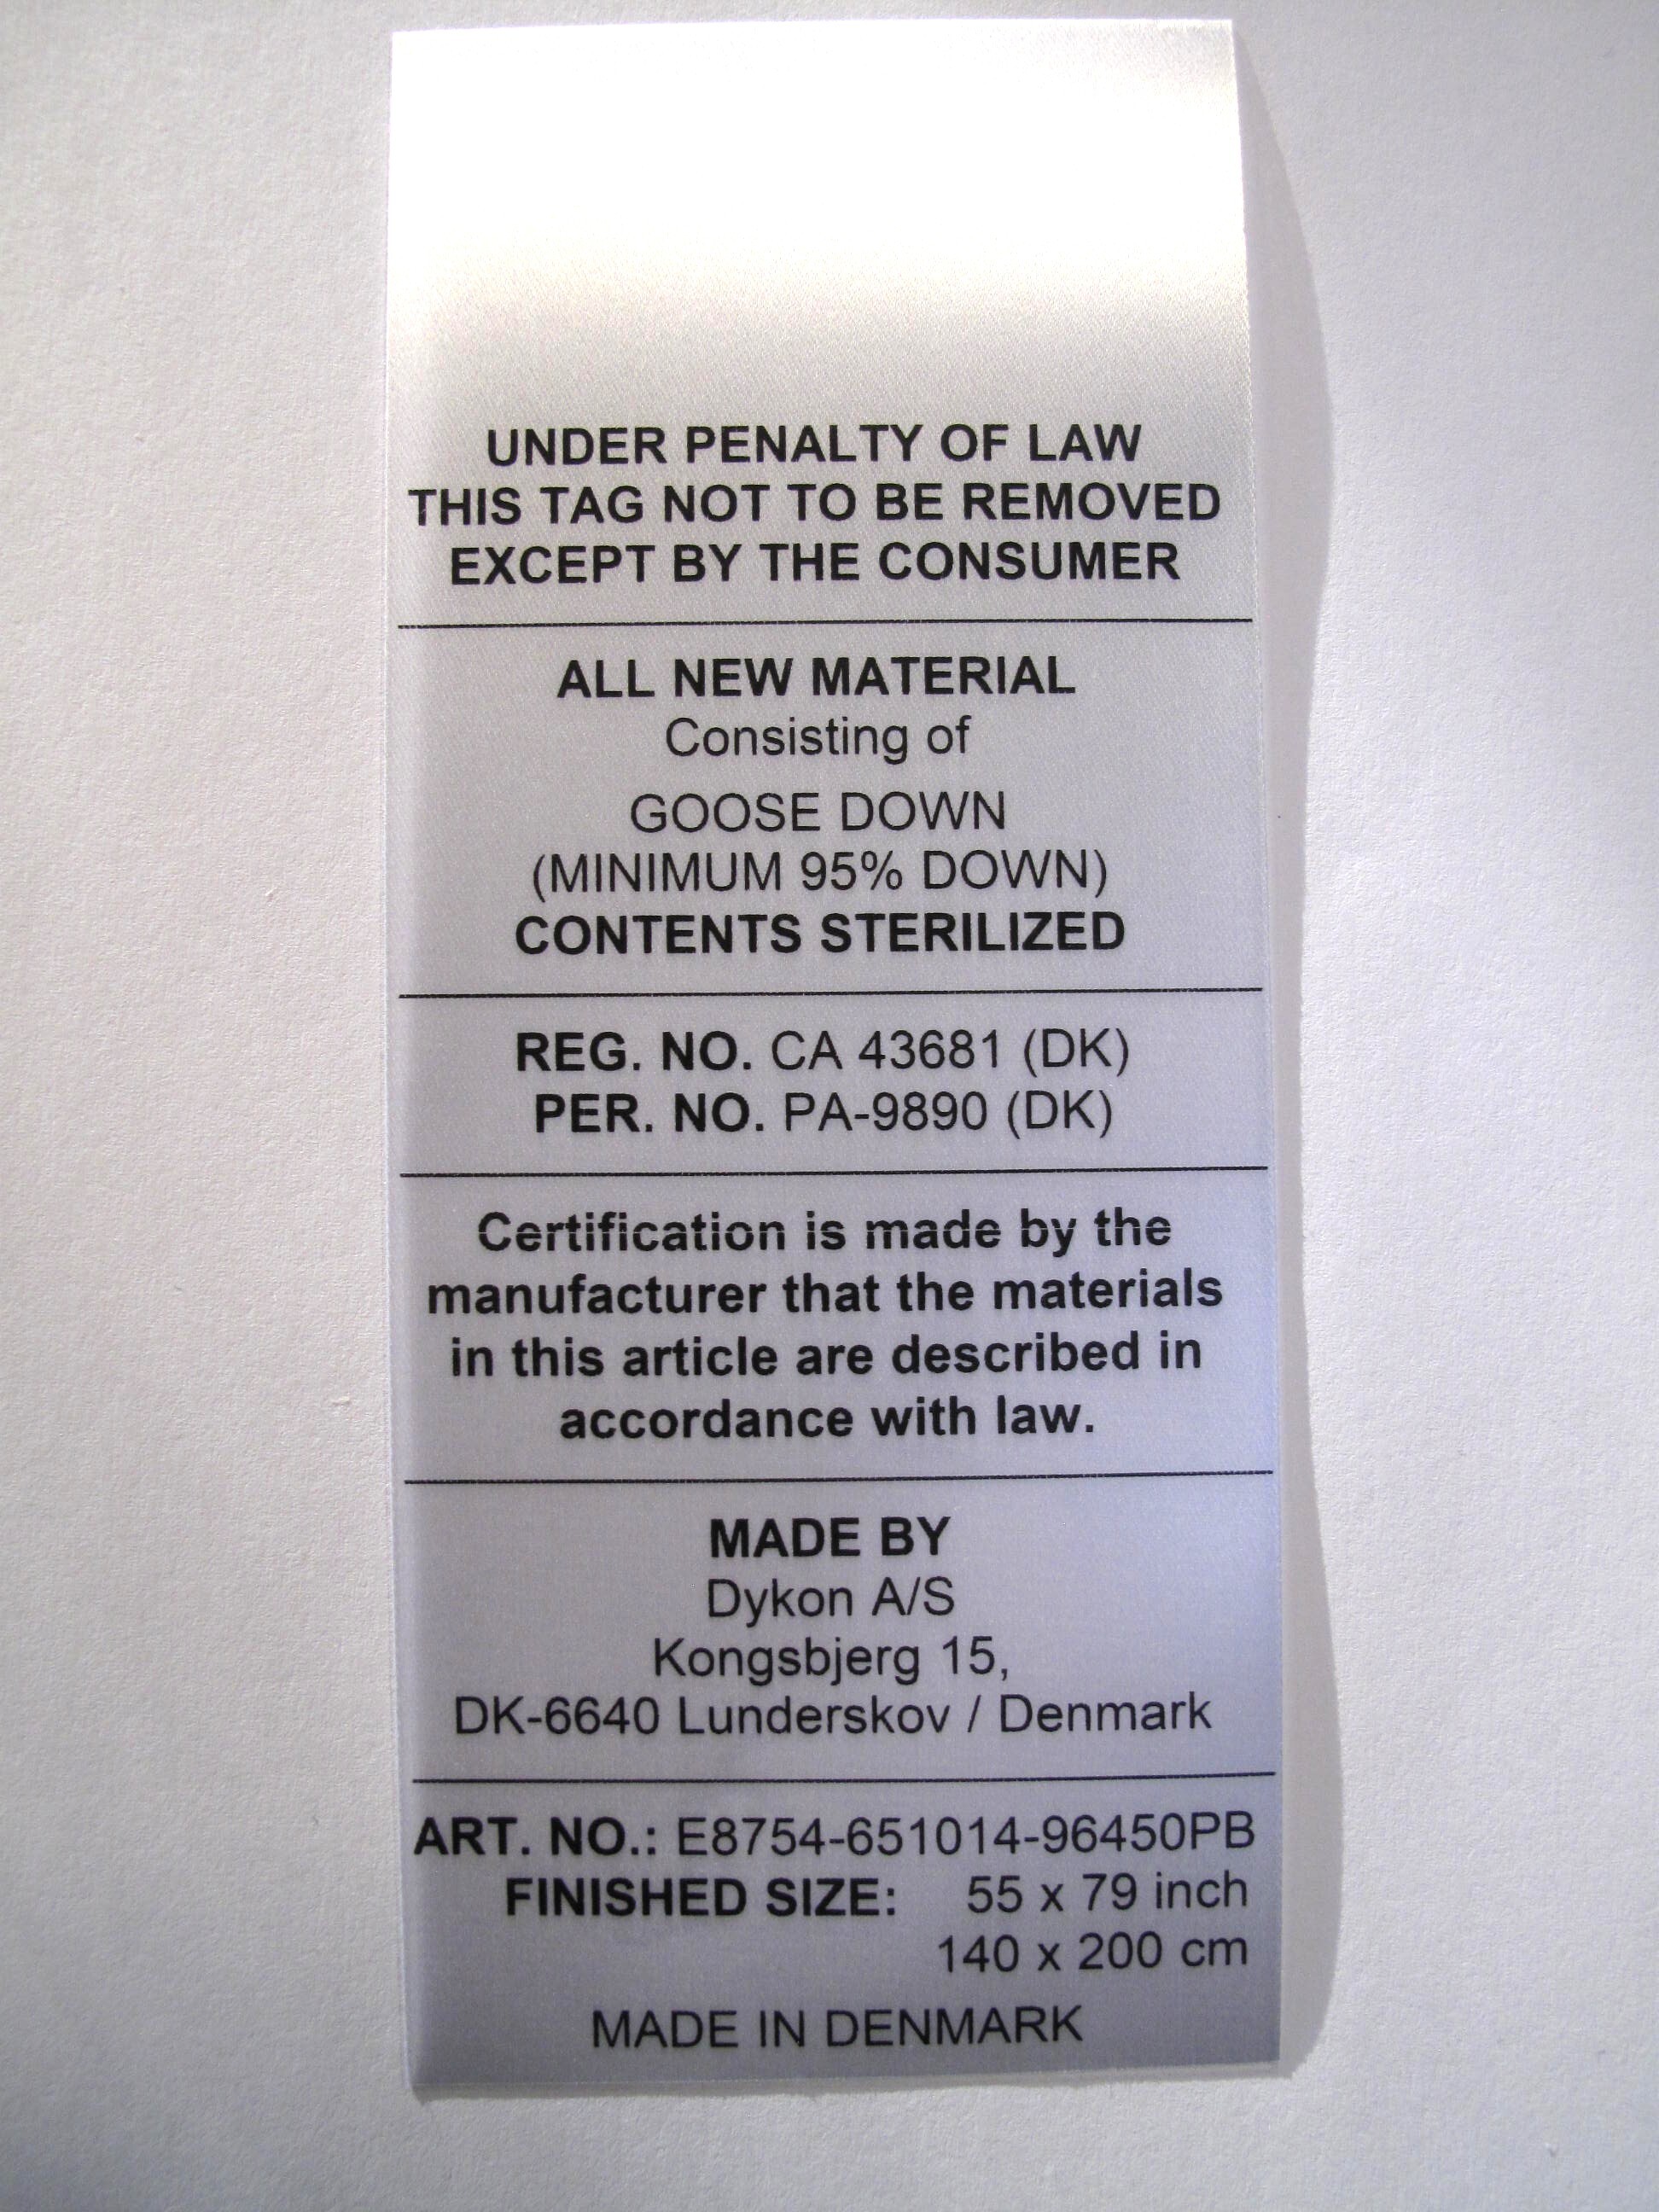 UNDER PENALTY OF LAW
THIS TAG NOT TO BE REMOVED
EXCEPT BY THE CONSUMER
ALL NEW MATERIAL
Consisting of
GOOSE DOWN
(MINIMUM 95% DOWN)
CONTENTS STERILIZED
REG. NO. CA 43681 (DK)
PER. NO. PA-9890 (DK)
Certification is made by the
manufacturer that the materials
in this article are described in
accordance with law.
MADE BY
Dykon A/S
Kongsbjerg 15,
DK-6640 Lunderskov / Denmark
ART. NO.: E8754-651014-96450PB
FINISHED SIZE: 55 x 79 inch
140 x 200 cm
MADE IN DENMARK